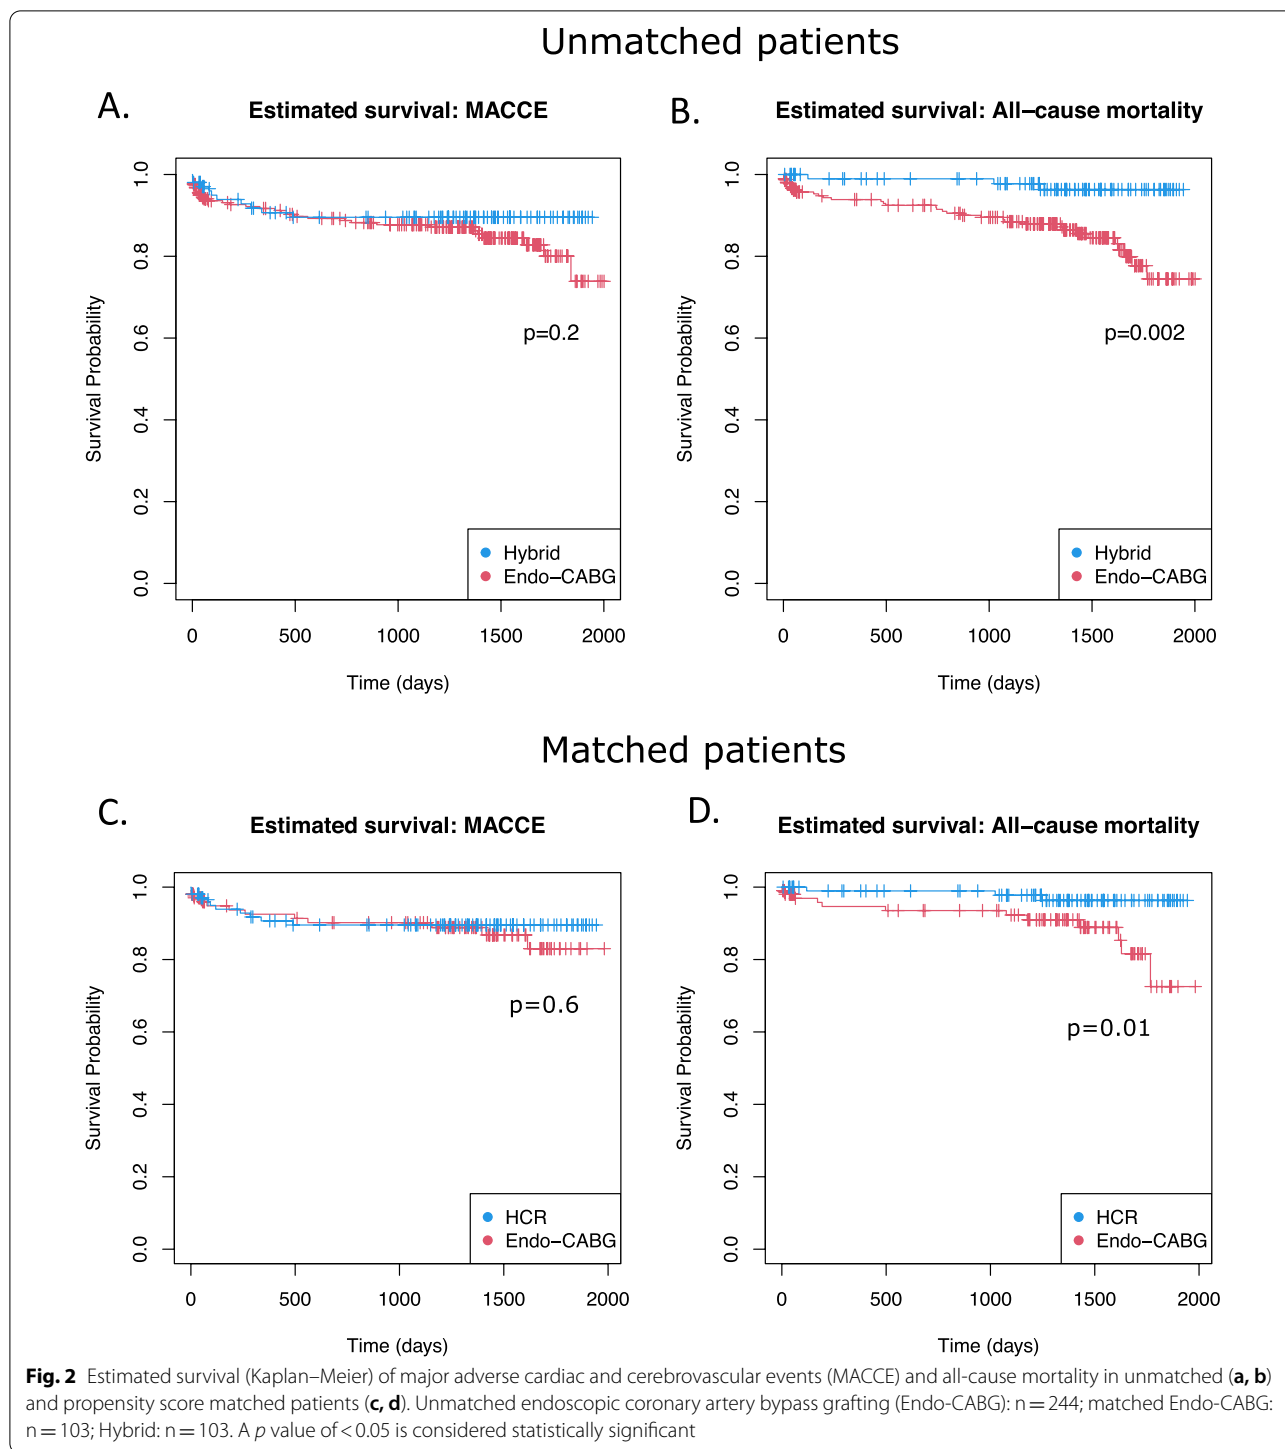 Unmatched patients
A.
Estimated survival: MACCE
Survival Probability
0.0 0.2 0.4 0.6 0.8 1.0
p=0.2
Hybrid
Endo−CABG
0 500 1000 1500 2000
Time (days)
B.
Estimated survival: All−cause mortality
Survival Probability
0.0 0.2 0.4 0.6 0.8 1.0
p=0.002
Hybrid
Endo−CABG
0 500 1000 1500 2000
Time (days)
Matched patients
C.
Estimated survival: MACCE
Survival Probability
0.0 0.2 0.4 0.6 0.8 1.0
p=0.6
HCR
Endo−CABG
0 500 1000 1500 2000
Time (days)
D.
Estimated survival: All−cause mortality
Survival Probability
0.0 0.2 0.4 0.6 0.8 1.0
p=0.01
HCR
Endo−CABG
0 500 1000 1500 2000
Time (days)
Fig. 2 Estimated survival (Kaplan–Meier) of major adverse cardiac and cerebrovascular events (MACCE) and all-cause mortality in unmatched (a, b)
and propensity score matched patients (c, d). Unmatched endoscopic coronary artery bypass grafting (Endo-CABG): n = 244; matched Endo-CABG:
n = 103; Hybrid: n = 103. A p value of < 0.05 is considered statistically significant